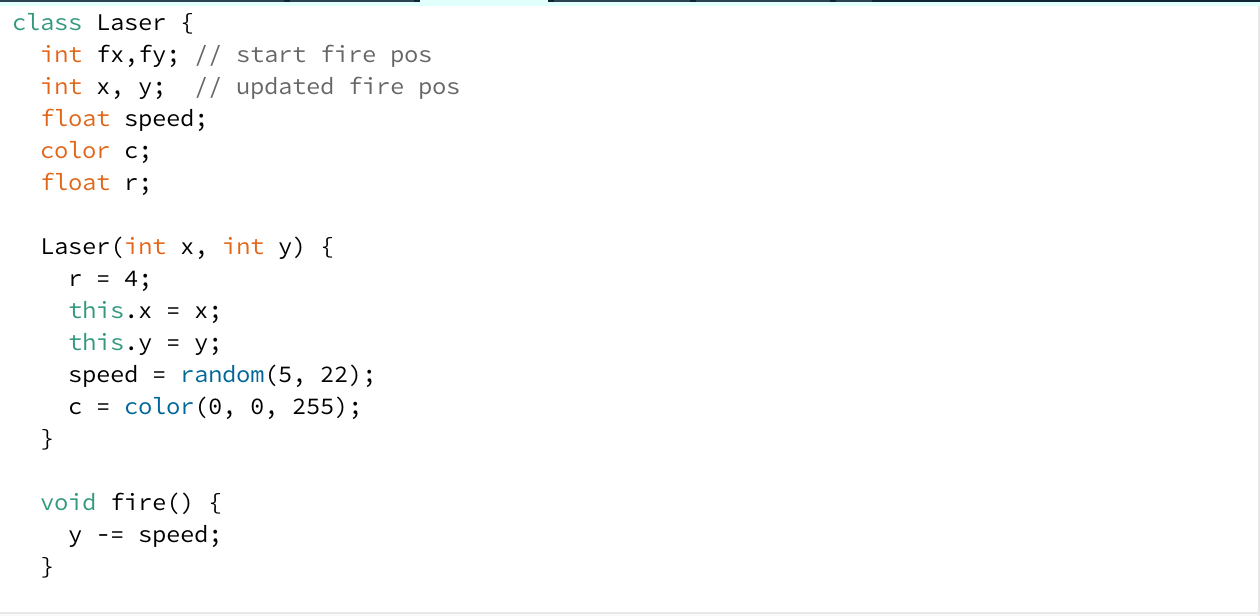 class Laser {
  int fx,fy; // start fire pos
  int x, y;  // updated fire pos
  float speed;
  color c;
  float r;

  Laser(int x, int y) {
    r = 4;
    this.x = x;
    this.y = y;
    speed = random(5, 22);
    c = color(0, 0, 255);
  }

  void fire() {
    y -= speed;
  }